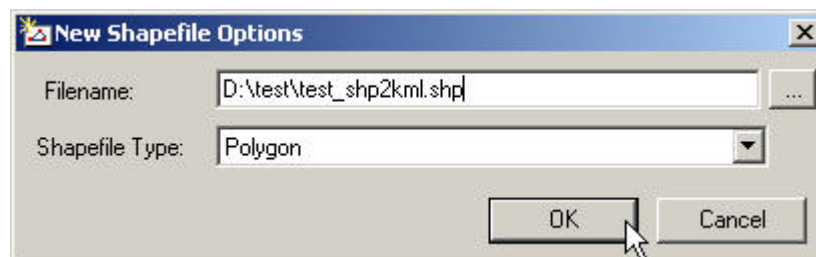 New Shapefile Options
Filename: D:\test\test_shp2kml.shp ...
Shapefile Type: Polygon
OK Cancel